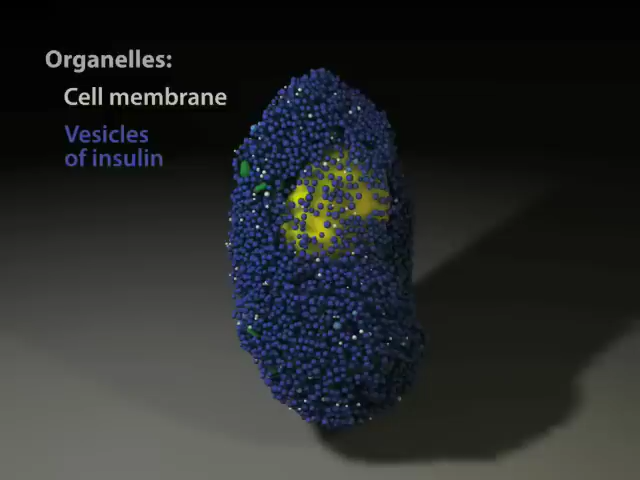 Organelles:
Cell membrane
Vesicles
of insulin